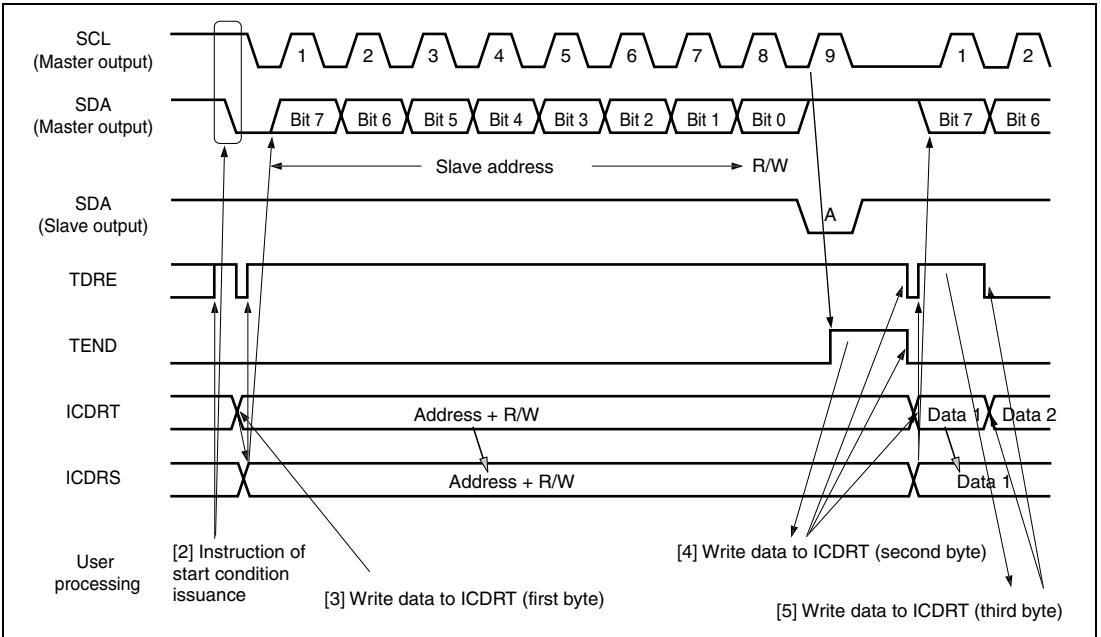 SCL
(Master output)
1 2 3 4 5 6 7 8 9 1 2
SDA
(Master output)
Bit 7 Bit 6 Bit 5 Bit 4 Bit 3 Bit 2 Bit 1 Bit 0 Bit 7 Bit 6
Slave address R/W
SDA
(Slave output)
A
TDRE
TEND
ICDRT
Address + R/W Data 1 Data 2
ICDRS
Address + R/W Data 1
User
processing
[2] Instruction of
start condition
issuance
[3] Write data to ICDRT (first byte)
[4] Write data to ICDRT (second byte)
[5] Write data to ICDRT (third byte)